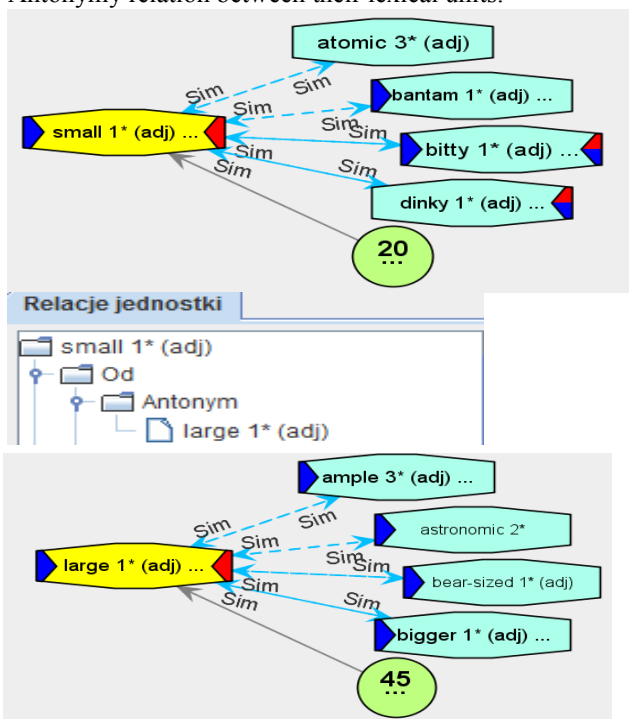 Antonymy relation between their lexical units.
atomic 3* (adj)
Sim
Sim
bantam 1* (adj) ...
Sim
small 1* (adj) ...
Sim
Sim
bitty 1* (adj) ...
Sim
Sim
Sim
dinky 1* (adj) ...
20
...
Relacje jednostki
small 1* (adj)
Od
Antonym
large 1* (adj)
ample 3* (adj) ...
Sim
Sim
astronomic 2*
Sim
large 1* (adj) ...
Sim
Sim
bear-sized 1* (adj)
Sim
Sim
Sim
bigger 1* (adj) ...
45
...